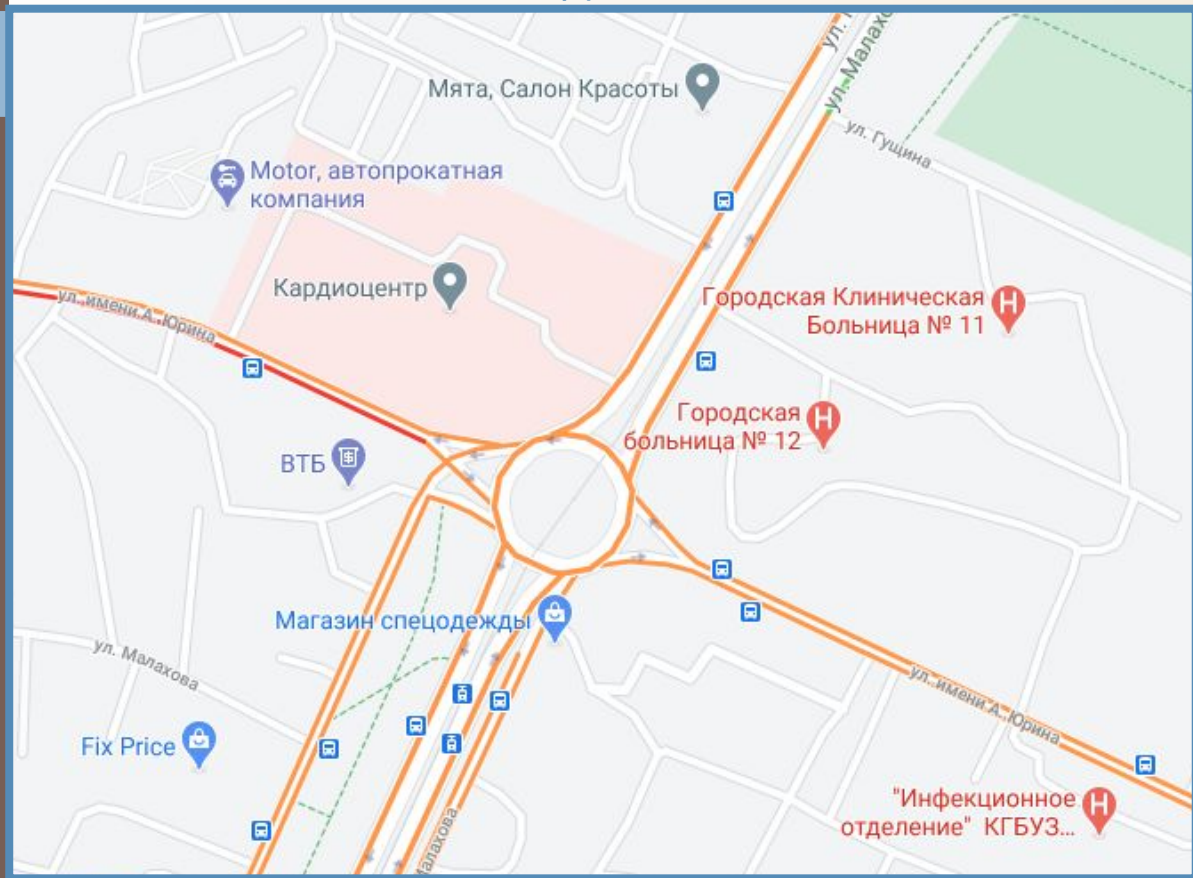 ул. Малахо
Мята, Салон Красоты
ул. Гущина
Motor, автопрокатная
компания
Кардиоцентр
Городская Клиническая
Больница № 11
ул. имени А. Юрина
Городская
больница № 12
ВТБ
Магазин спецодежды
ул. Малахова
ул. имени А. Юрина
Fix Price
"Инфекционное
отделение" КГБУЗ...
Малахова